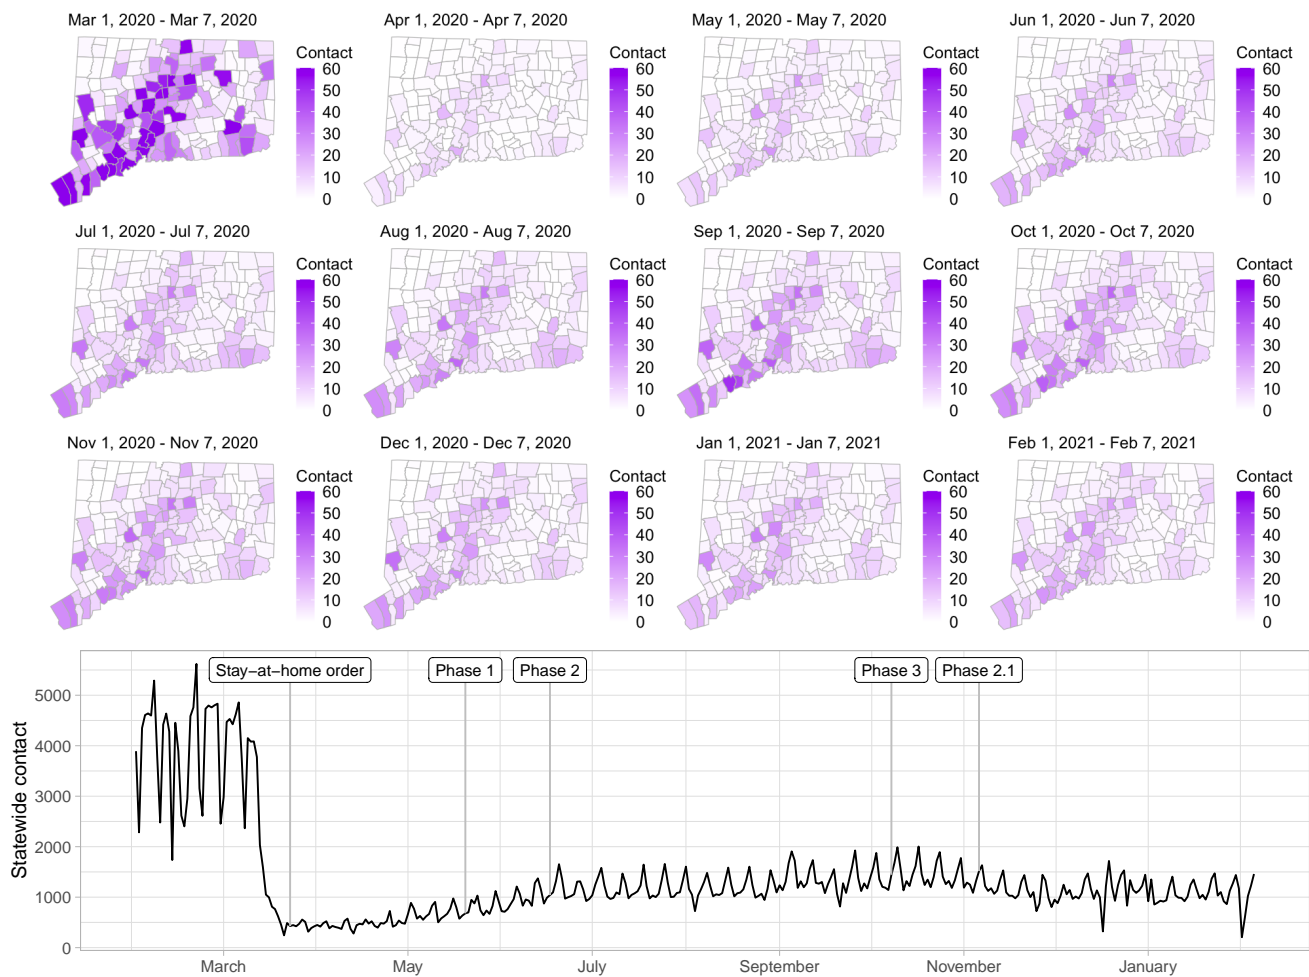 Mar 1, 2020 - Mar 7, 2020
Contact
60
50
40
30
20
10
0
Apr 1, 2020 - Apr 7, 2020
Contact
60
50
40
30
20
10
0
May 1, 2020 - May 7, 2020
Contact
60
50
40
30
20
10
0
Jun 1, 2020 - Jun 7, 2020
Contact
60
50
40
30
20
10
0
Jul 1, 2020 - Jul 7, 2020
Contact
60
50
40
30
20
10
0
Aug 1, 2020 - Aug 7, 2020
Contact
60
50
40
30
20
10
0
Sep 1, 2020 - Sep 7, 2020
Contact
60
50
40
30
20
10
0
Oct 1, 2020 - Oct 7, 2020
Contact
60
50
40
30
20
10
0
Nov 1, 2020 - Nov 7, 2020
Contact
60
50
40
30
20
10
0
Dec 1, 2020 - Dec 7, 2020
Contact
60
50
40
30
20
10
0
Jan 1, 2021 - Jan 7, 2021
Contact
60
50
40
30
20
10
0
Feb 1, 2021 - Feb 7, 2021
Contact
60
50
40
30
20
10
0
Statewide contact
5000
4000
3000
2000
1000
0
Stay−at−home order
Phase 1
Phase 2
Phase 3
Phase 2.1
March
May
July
September
November
January